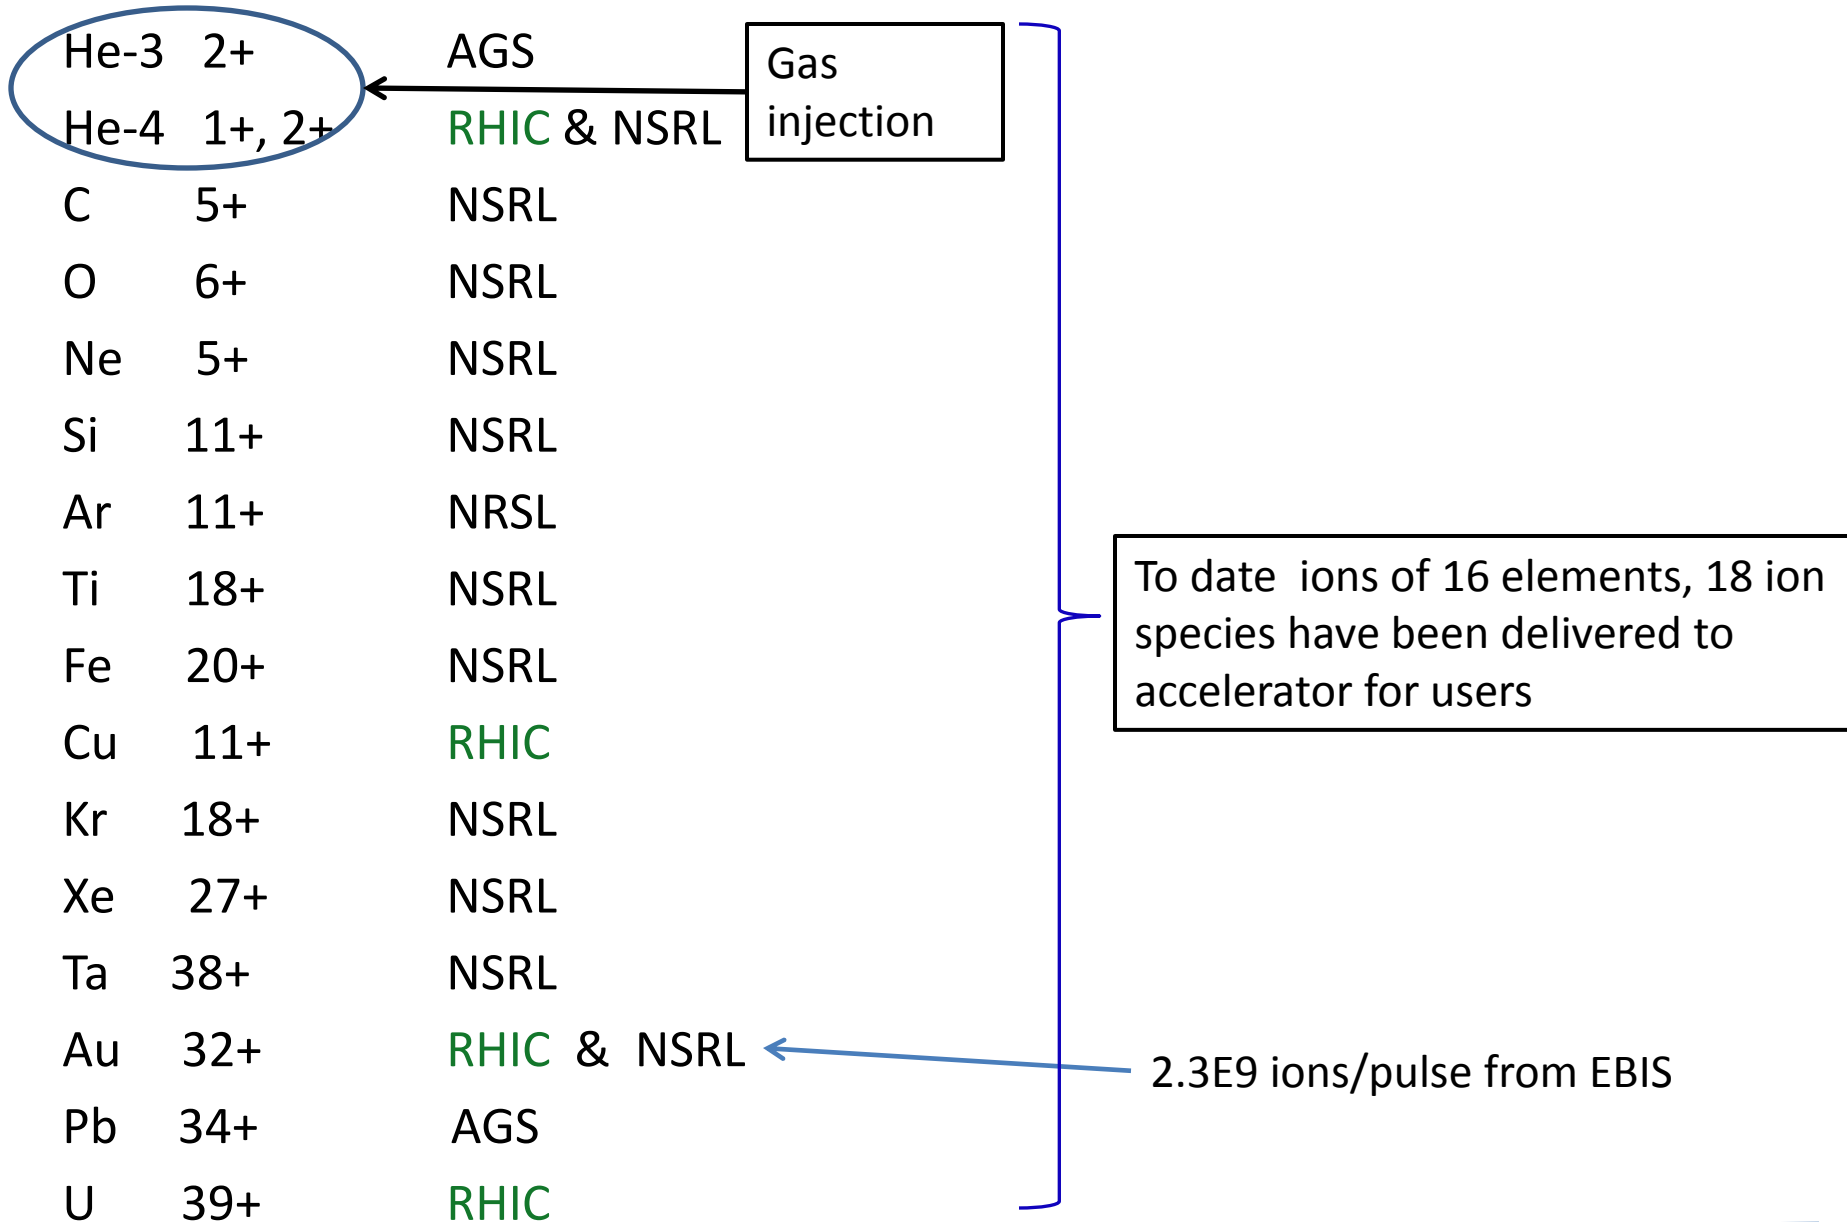 He-3 2+ AGS
He-4 1+, 2+ RHIC & NSRL
Gas
injection
C 5+ NSRL
O 6+ NSRL
Ne 5+ NSRL
Si 11+ NSRL
Ar 11+ NRSL
Ti 18+ NSRL
Fe 20+ NSRL
Cu 11+ RHIC
Kr 18+ NSRL
Xe 27+ NSRL
Ta 38+ NSRL
Au 32+ RHIC & NSRL
Pb 34+ AGS
U 39+ RHIC
To date ions of 16 elements, 18 ion
species have been delivered to
accelerator for users
2.3E9 ions/pulse from EBIS